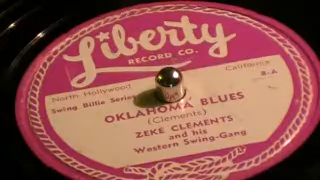 Liberty
RECORD CO.
North Hollywood
California
Swing Billie Series
8-A
OKLAHOMA BLUES
(Clements)
ZEKE CLEMENTS
and his
Western Swing-Gang